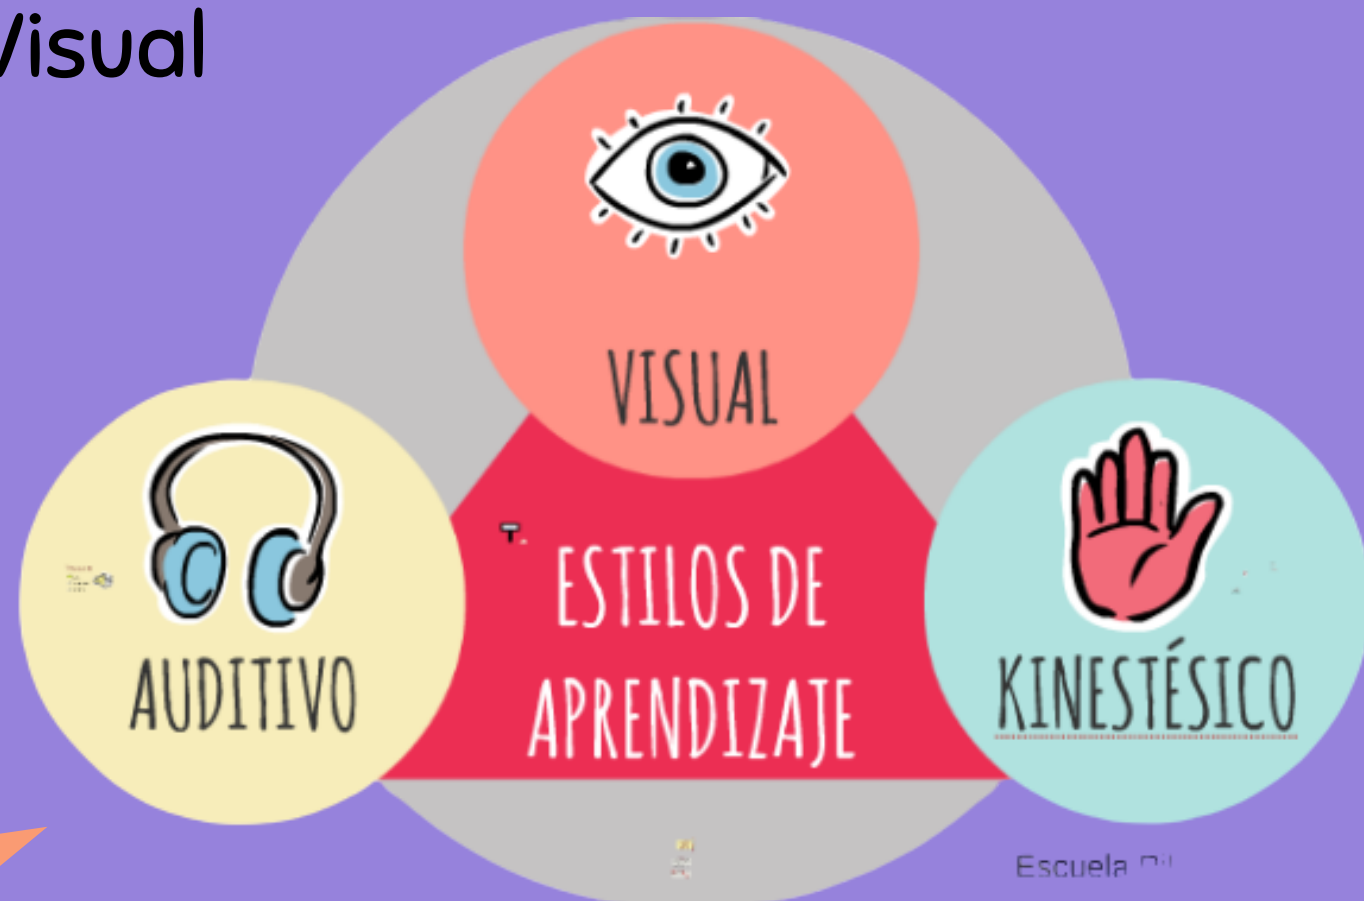 Visual
VISUAL
AUDITIVO
KINESTÉSICO
ESTILOS DE
APRENDIZAJE
Escuela